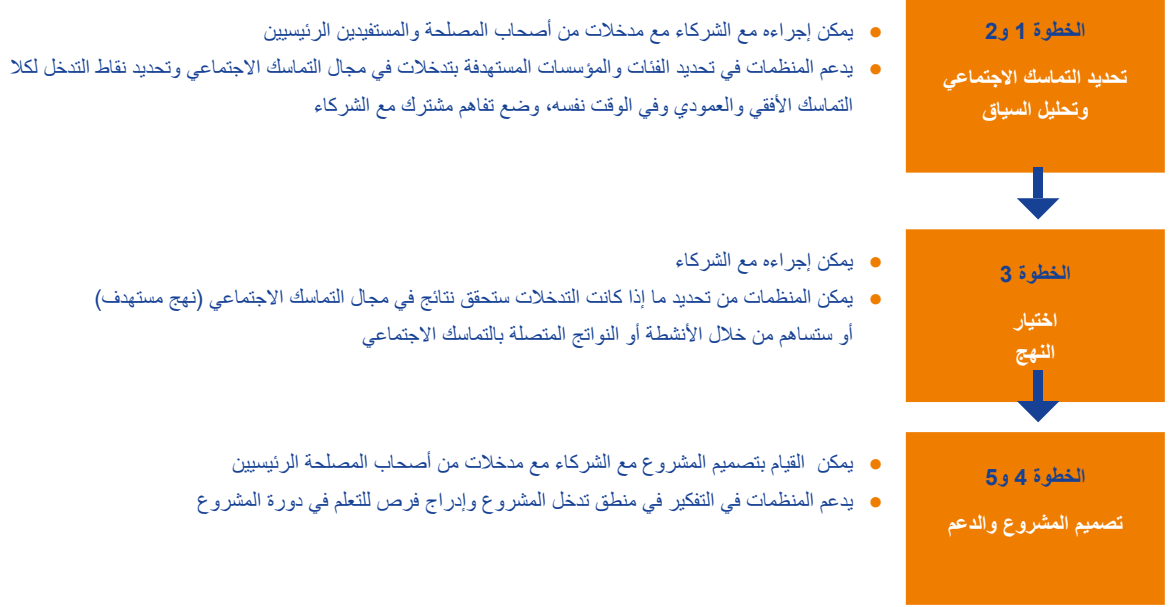 الخطوة 1 و2
تحديد التماسك الاجتماعي
وتحليل السياق
يمكن إجراءه مع الشركاء مع مدخلات من أصحاب المصلحة والمستفيدين الرئيسيين
يدعم المنظمات في تحديد الفئات والمؤسسات المستهدفة بتدخلات في مجال التماسك الاجتماعي وتحديد نقاط التدخل لكلا
التماسك الأفقي والعمودي وفي الوقت نفسه، وضع تفاهم مشترك مع الشركاء
الخطوة 3
اختيار
النهج
يمكن إجراءه مع الشركاء
يمكن المنظمات من تحديد ما إذا كانت التدخلات ستحقق نتائج في مجال التماسك الاجتماعي (نهج مستهدف)
أو ستساهم من خلال الأنشطة أو النواتج المتصلة بالتماسك الاجتماعي
الخطوة 4 و5
تصميم المشروع والدعم
يمكن القيام بتصميم المشروع مع الشركاء مع مدخلات من أصحاب المصلحة الرئيسيين
يدعم المنظمات في التفكير في منطق تدخل المشروع وإدراج فرص للتعلم في دورة المشروع